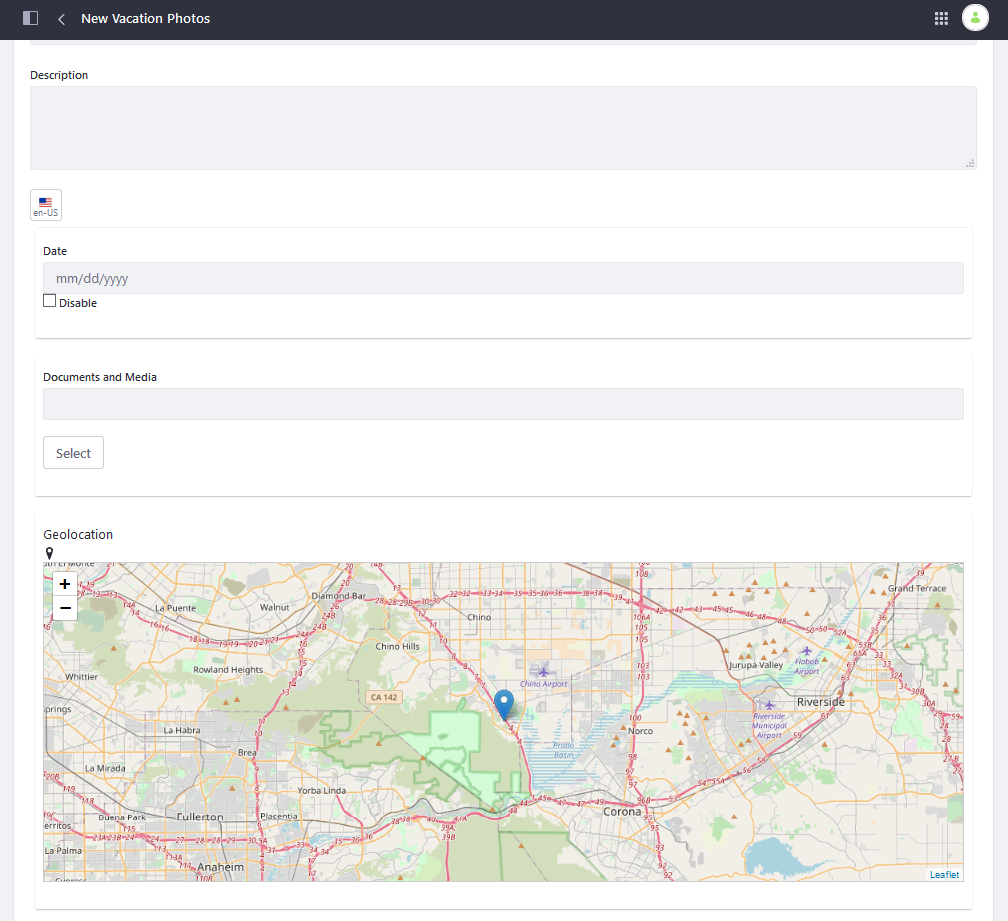 New Vacation Photos
Description
en-US
Date
mm/dd/yyyy
Disable
Documents and Media
Select
Geolocation
+
−
Diamond Bar
Grand Terrace
La Puente
Walnut
Chino
Chino Hills
Whittier
Rowland Heights
Jurupa Valley
Flabob
Airport
Chino Airport
CA 142
Riverside
Riverside
Municipal
Airport
La Habra
Norco
Brea
Prado
Basin
La Mirada
Yorba Linda
Buena Park
Fullerton
Placentia
Corona
La Palma
Anaheim
Leaflet